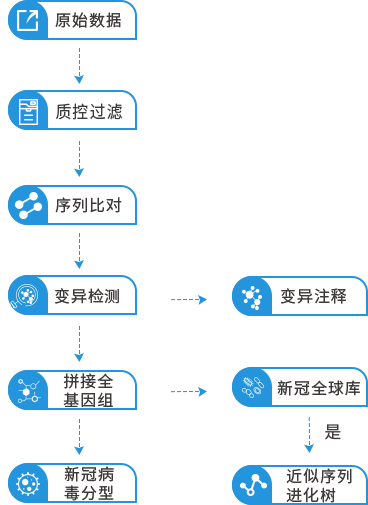 原始数据
质控过滤
序列比对
变异检测
变异注释
拼接全
基因组
新冠全球库
是
新冠病
毒分型
近似序列
进化树